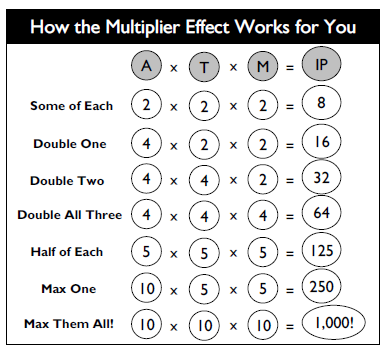 How the Multiplier Effect Works for You
A x T x M = IP
Some of Each 2 x 2 x 2 = 8
Double One 4 x 2 x 2 = 16
Double Two 4 x 4 x 2 = 32
Double All Three 4 x 4 x 4 = 64
Half of Each 5 x 5 x 5 = 125
Max One 10 x 5 x 5 = 250
Max Them All! 10 x 10 x 10 = 1,000!